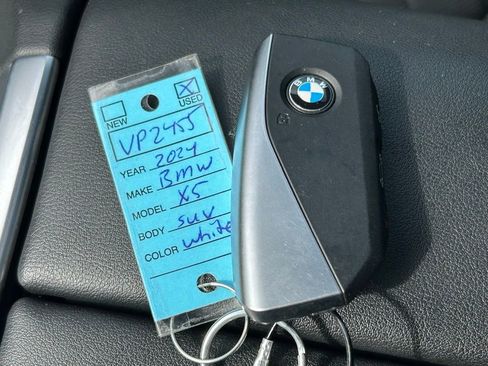 NEW
X
USED
VP2455
YEAR 2024
MAKE BMW
MODEL X5
BODY suv
COLOR white
BMW